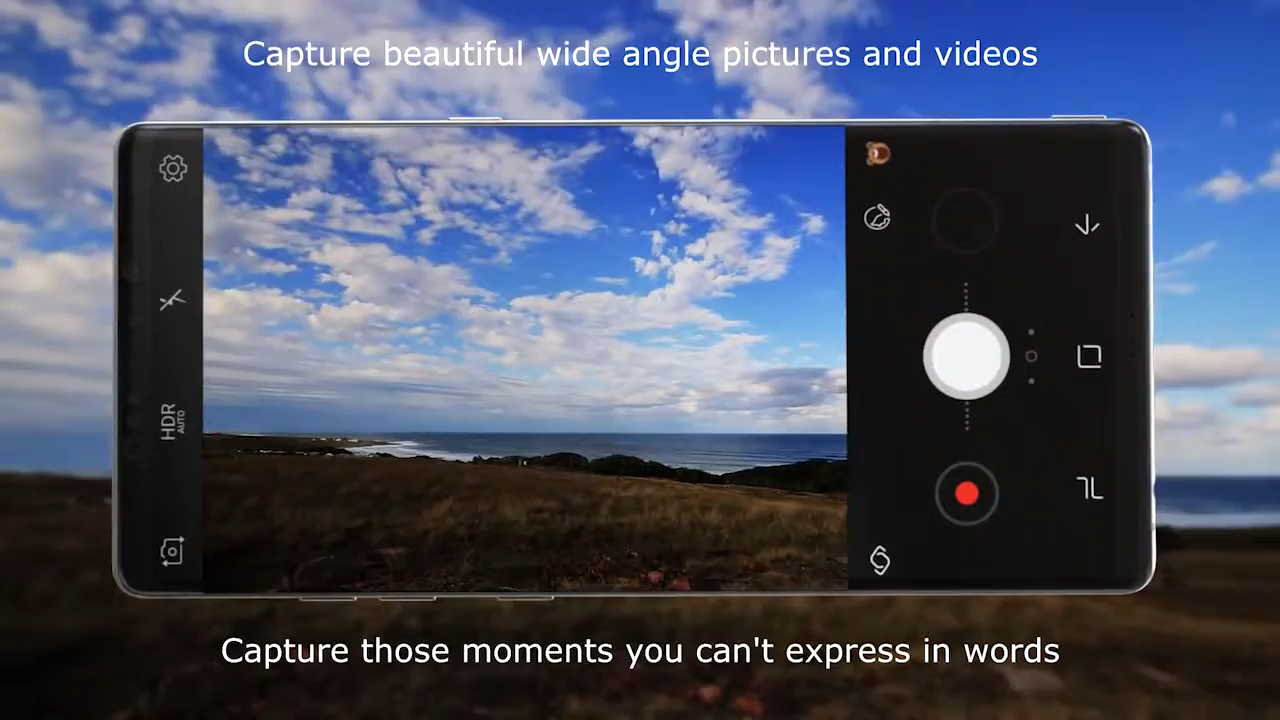 Capture beautiful wide angle pictures and videos
HDR
AUTO
Capture those moments you can't express in words